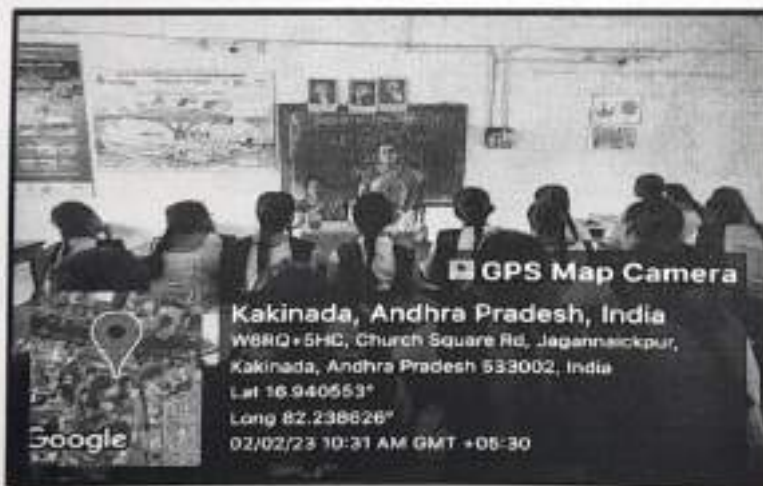 GPS Map Camera
Kakinada, Andhra Pradesh, India
W6RQ+5HC, Church Square Rd, Jagannaickpur,
Kakinada, Andhra Pradesh 533002, India
Lat 16.940553°
Long 82.238626°
02/02/23 10:31 AM GMT +05:30
Google